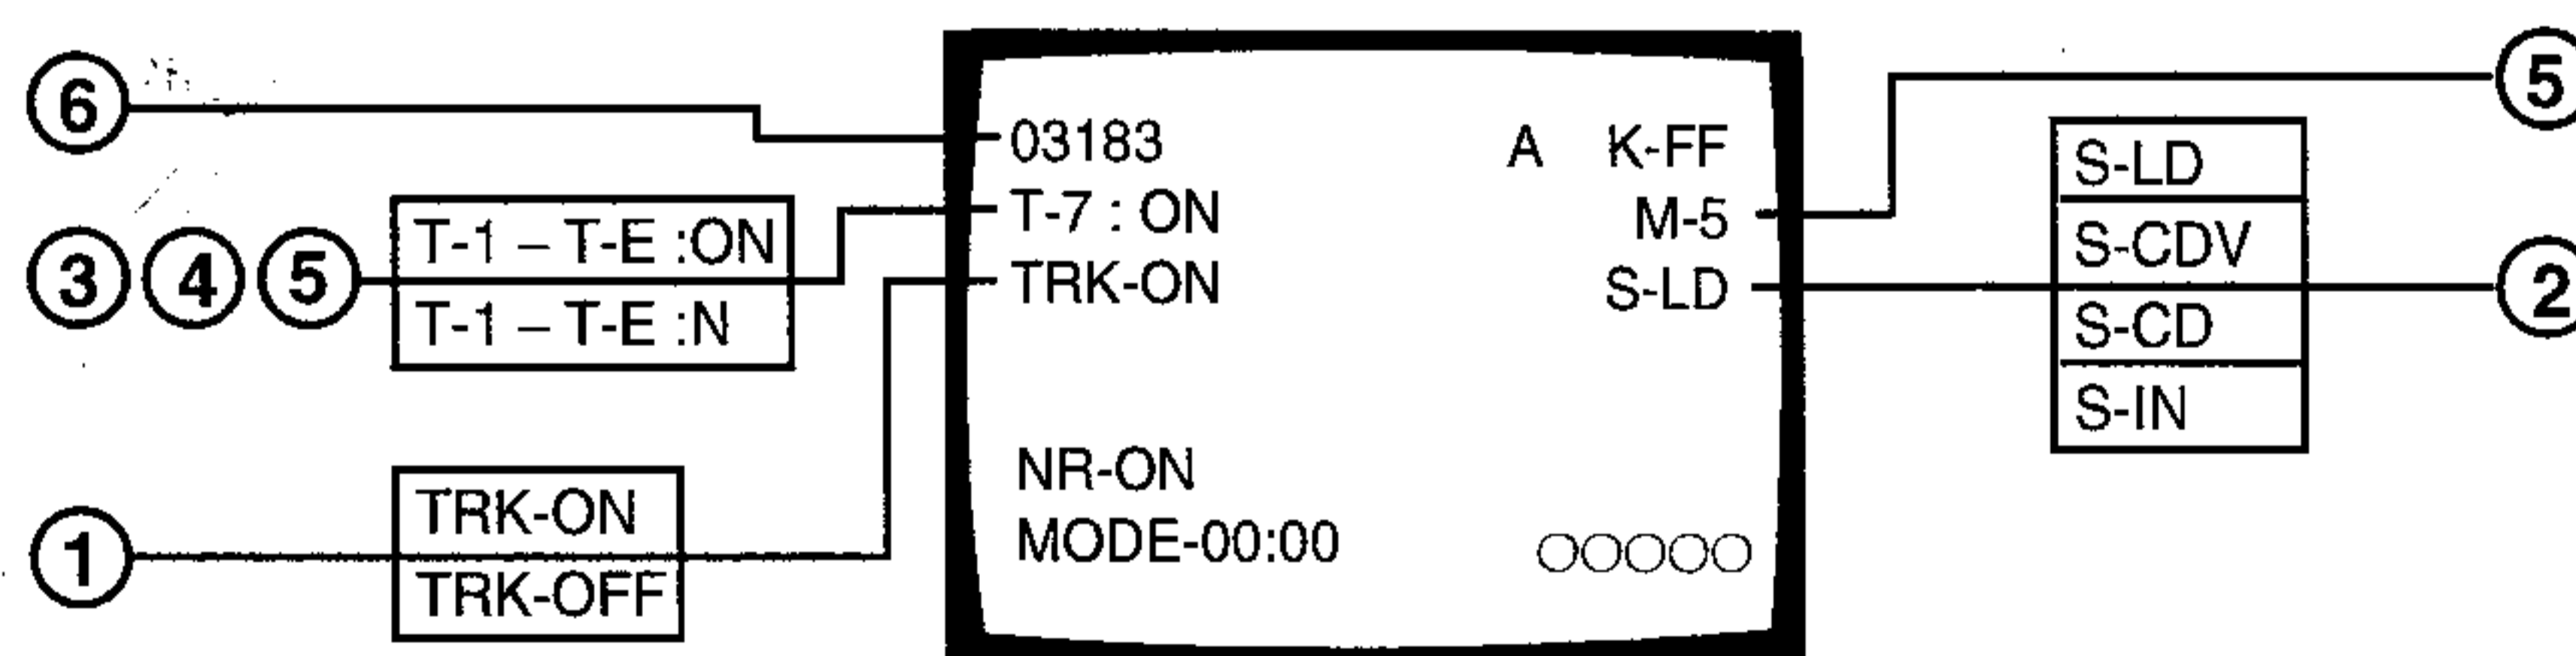 ⑥
③ ④ ⑤
T-1 – T-E :ON
T-1 – T-E :N
①
TRK-ON
TRK-OFF
03183
A K-FF
T-7 : ON
M-5
TRK-ON
S-LD
NR-ON
MODE-00:00
○○○○○
⑤
S-LD
S-CDV
S-CD
S-IN
②